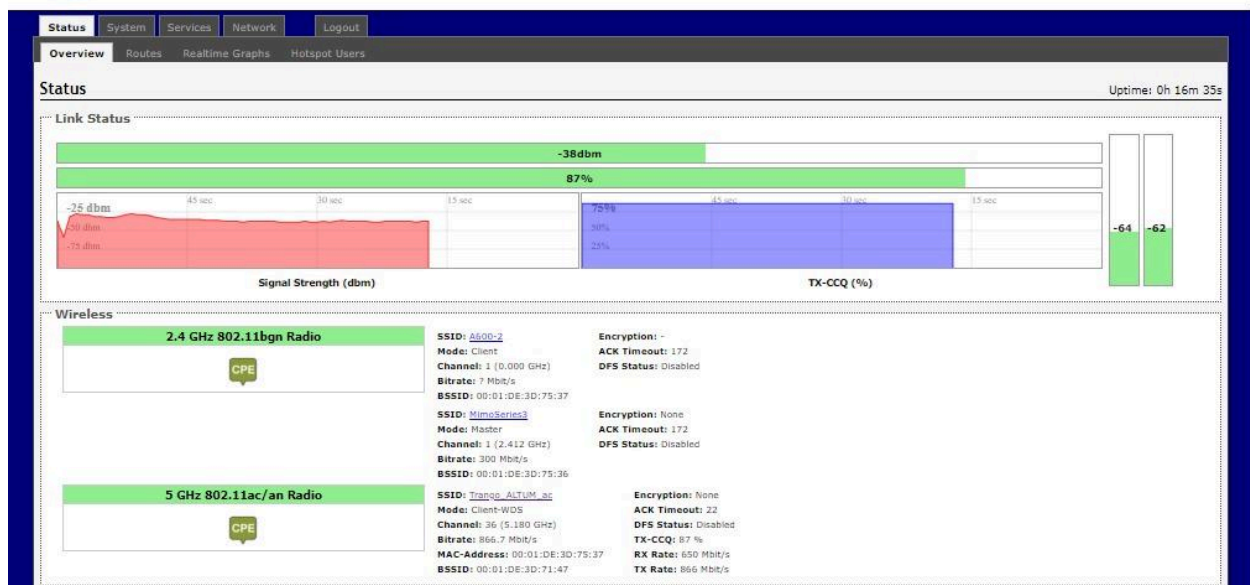 Status System Services Network Logout
Overview Routes Realtime Graphs Hotspot Users
Status
Uptime: 0h 16m 35s
Link Status
-38dbm
87%
-25 dbm 45 sec 30 sec 15 sec
-50 dbm
-75 dbm
75% 45 sec 30 sec 15 sec
50%
25%
-64 -62
Signal Strength (dbm) TX-CCQ (%)
Wireless
2.4 GHz 802.11bgn Radio
CPE
SSID: A600-2 Encryption: -
Mode: Client ACK Timeout: 172
Channel: 1 (0.000 GHz) DFS Status: Disabled
Bitrate: ? Mbit/s
BSSID: 00:01:DE:3D:75:37
SSID: MimoSeries3 Encryption: None
Mode: Master ACK Timeout: 172
Channel: 1 (2.412 GHz) DFS Status: Disabled
Bitrate: 300 Mbit/s
BSSID: 00:01:DE:3D:75:36
5 GHz 802.11ac/an Radio
CPE
SSID: Trango_ALTUM_ac Encryption: None
Mode: Client-WDS ACK Timeout: 22
Channel: 36 (5.180 GHz) DFS Status: Disabled
Bitrate: 866.7 Mbit/s TX-CCQ: 87 %
MAC-Address: 00:01:DE:3D:75:37 RX Rate: 650 Mbit/s
BSSID: 00:01:DE:3D:71:47 TX Rate: 866 Mbit/s